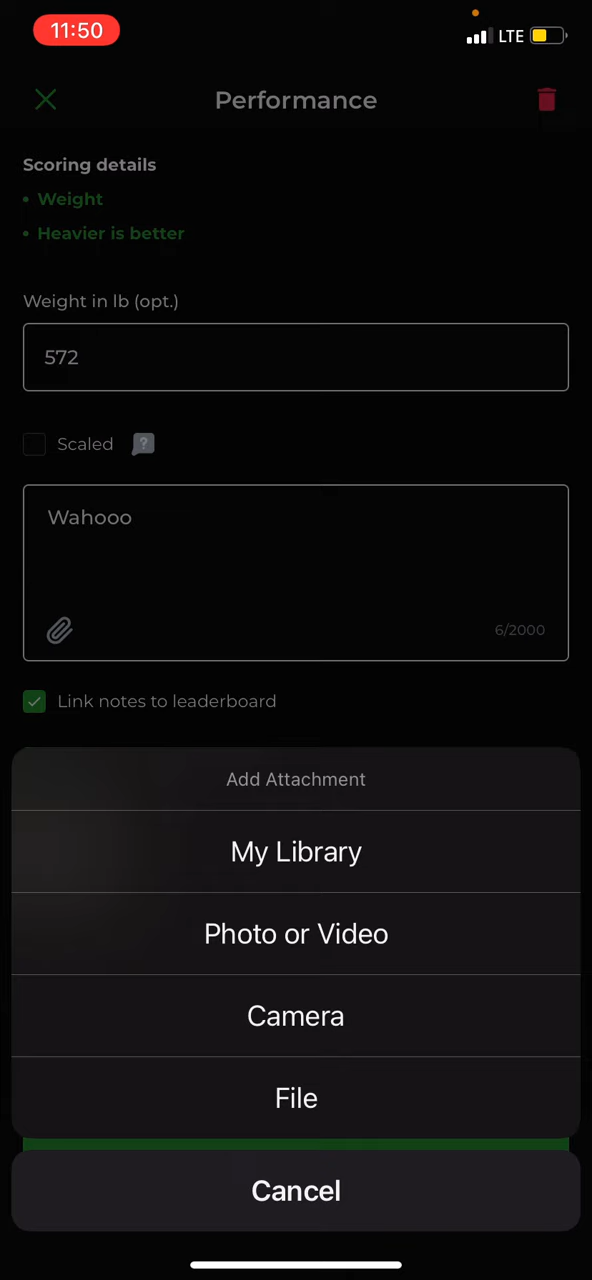 11:50
LTE
Performance
Scoring details
• Weight
• Heavier is better
Weight in lb (opt.)
572
Scaled ?
Wahooo
6/2000
Link notes to leaderboard
Add Attachment
My Library
Photo or Video
Camera
File
Cancel